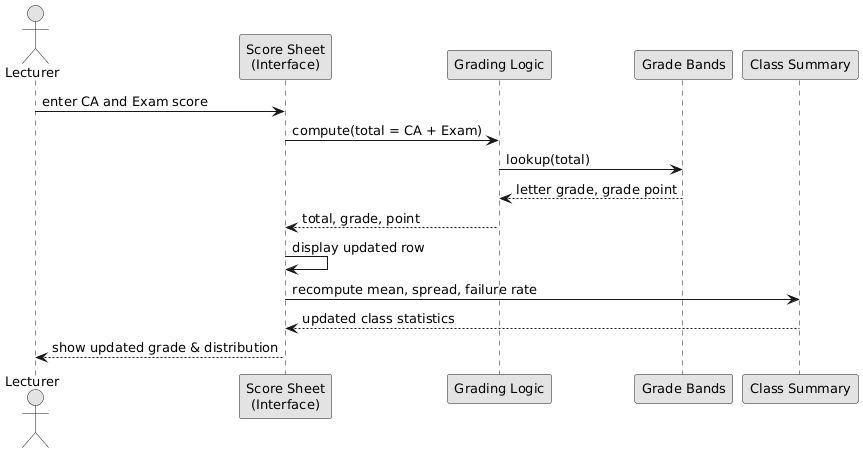 Lecturer
Score Sheet
(Interface)
Grading Logic
Grade Bands
Class Summary
enter CA and Exam score
compute(total = CA + Exam)
lookup(total)
letter grade, grade point
total, grade, point
display updated row
recompute mean, spread, failure rate
updated class statistics
show updated grade & distribution
Lecturer
Score Sheet
(Interface)
Grading Logic
Grade Bands
Class Summary